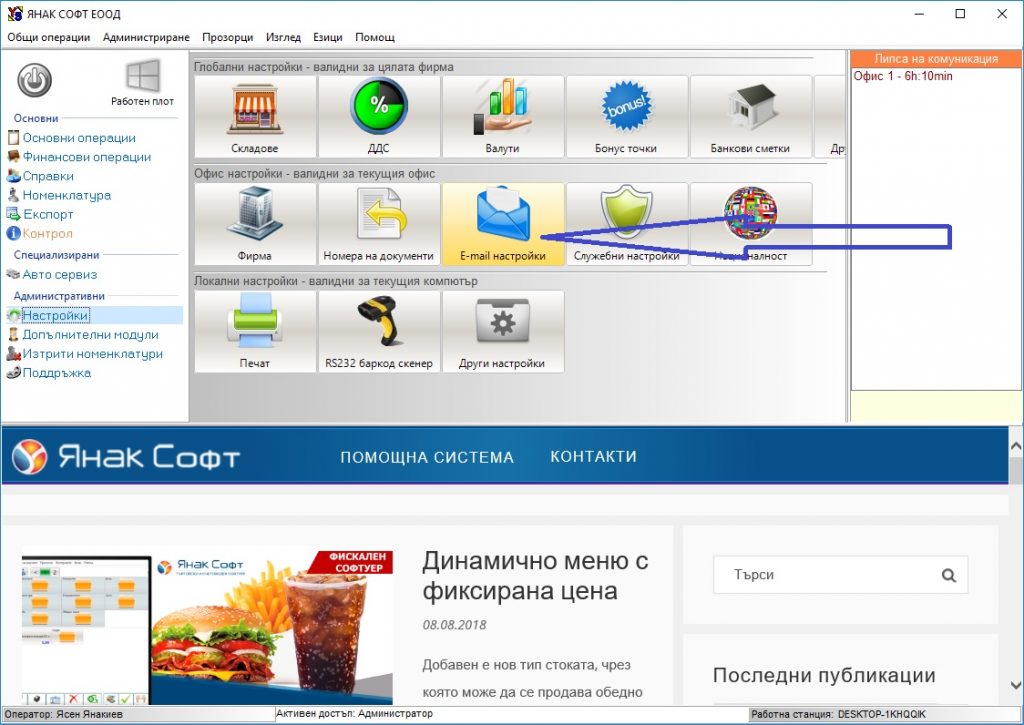 ЯНАК СОФТ ЕООД
Общи операции Администриране Прозорци Изглед Езици Помощ
Работен плот
Основни
Основни операции
Финансови операции
Справки
Номенклатура
Експорт
Контрол
Специализирани
Авто сервиз
Административни
Настройки
Допълнителни модули
Изтрити номенклатури
Поддръжка
Глобални настройки - валидни за цялата фирма
%
bonus!
Складове ДДС Валути Бонус точки Банкови сметки Др
Офис настройки - валидни за текущия офис
Фирма Номера на документи E-mail настройки Служебни настройки
Локални настройки - валидни за текущия компютър
Печат RS232 баркод скенер Други настройки
Липса на комуникация
Офис 1 - 6h:10min
Янак Софт ПОМОЩНА СИСТЕМА КОНТАКТИ
Янак Софт
ФИСКАЛЕН
СОФТУЕР
Динамично меню с
фиксирана цена
08.08.2018
Добавен е нов тип стоката, чрез
която може да се продава обедно
Търси
Последни публикации
Оператор: Ясен Янакиев Активен достъп: Администратор Работна станция: DESKTOP-1KHQQIK